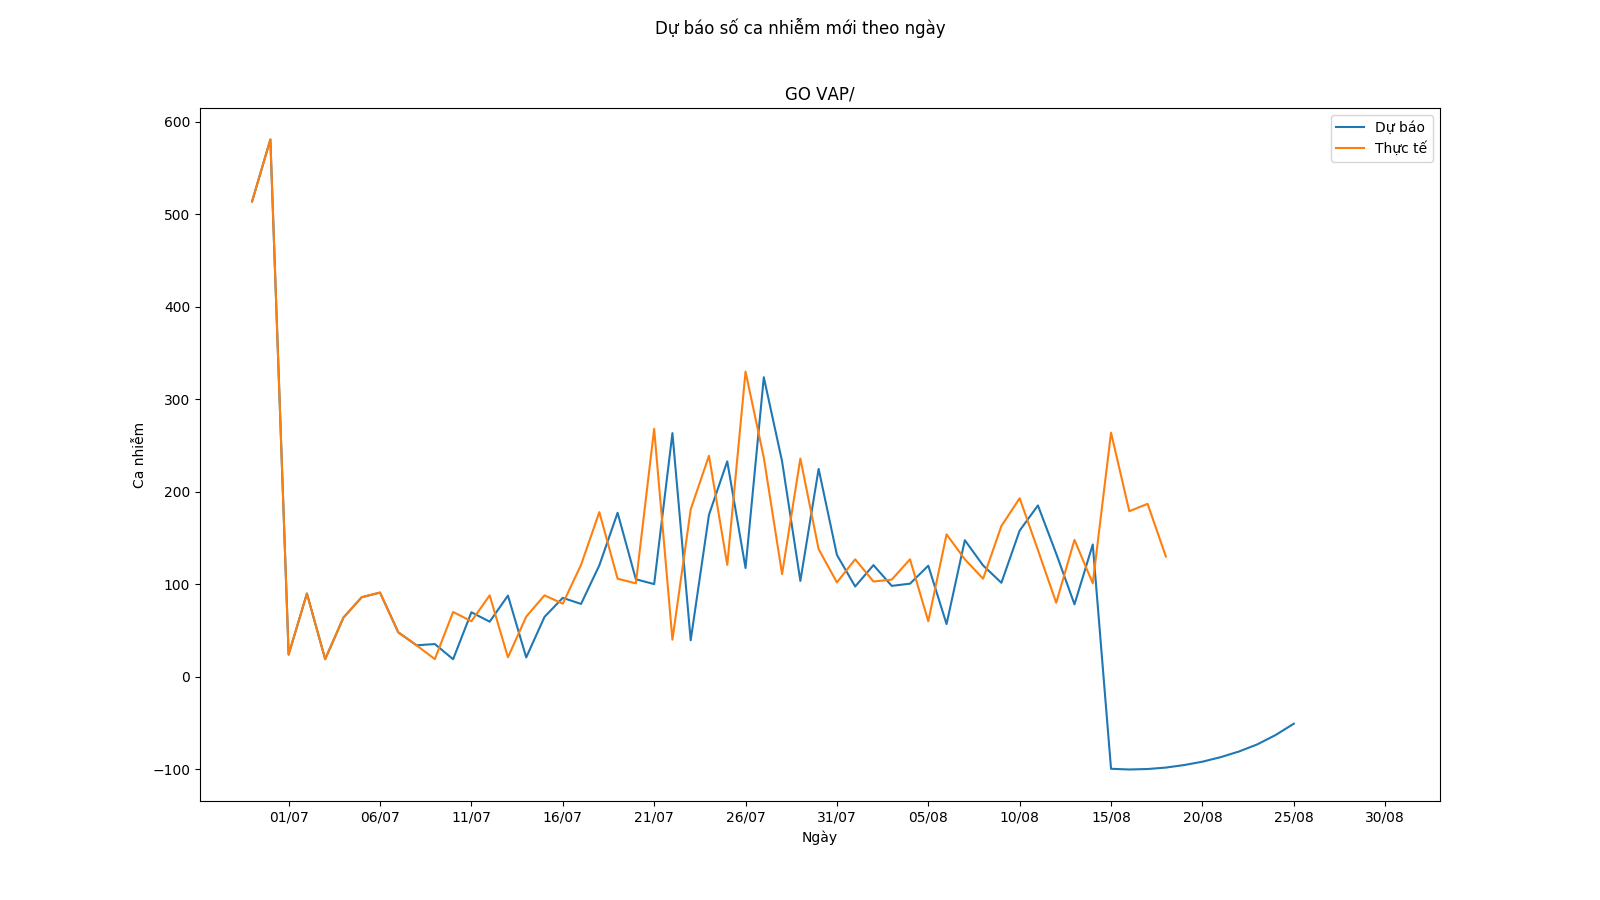 Dự báo số ca nhiễm mới theo ngày
GO VAP/
Dự báo
Thực tế
600
500
400
300
200
100
0
−100
Ca nhiễm
01/07 06/07 11/07 16/07 21/07 26/07 31/07 05/08 10/08 15/08 20/08 25/08 30/08
Ngày